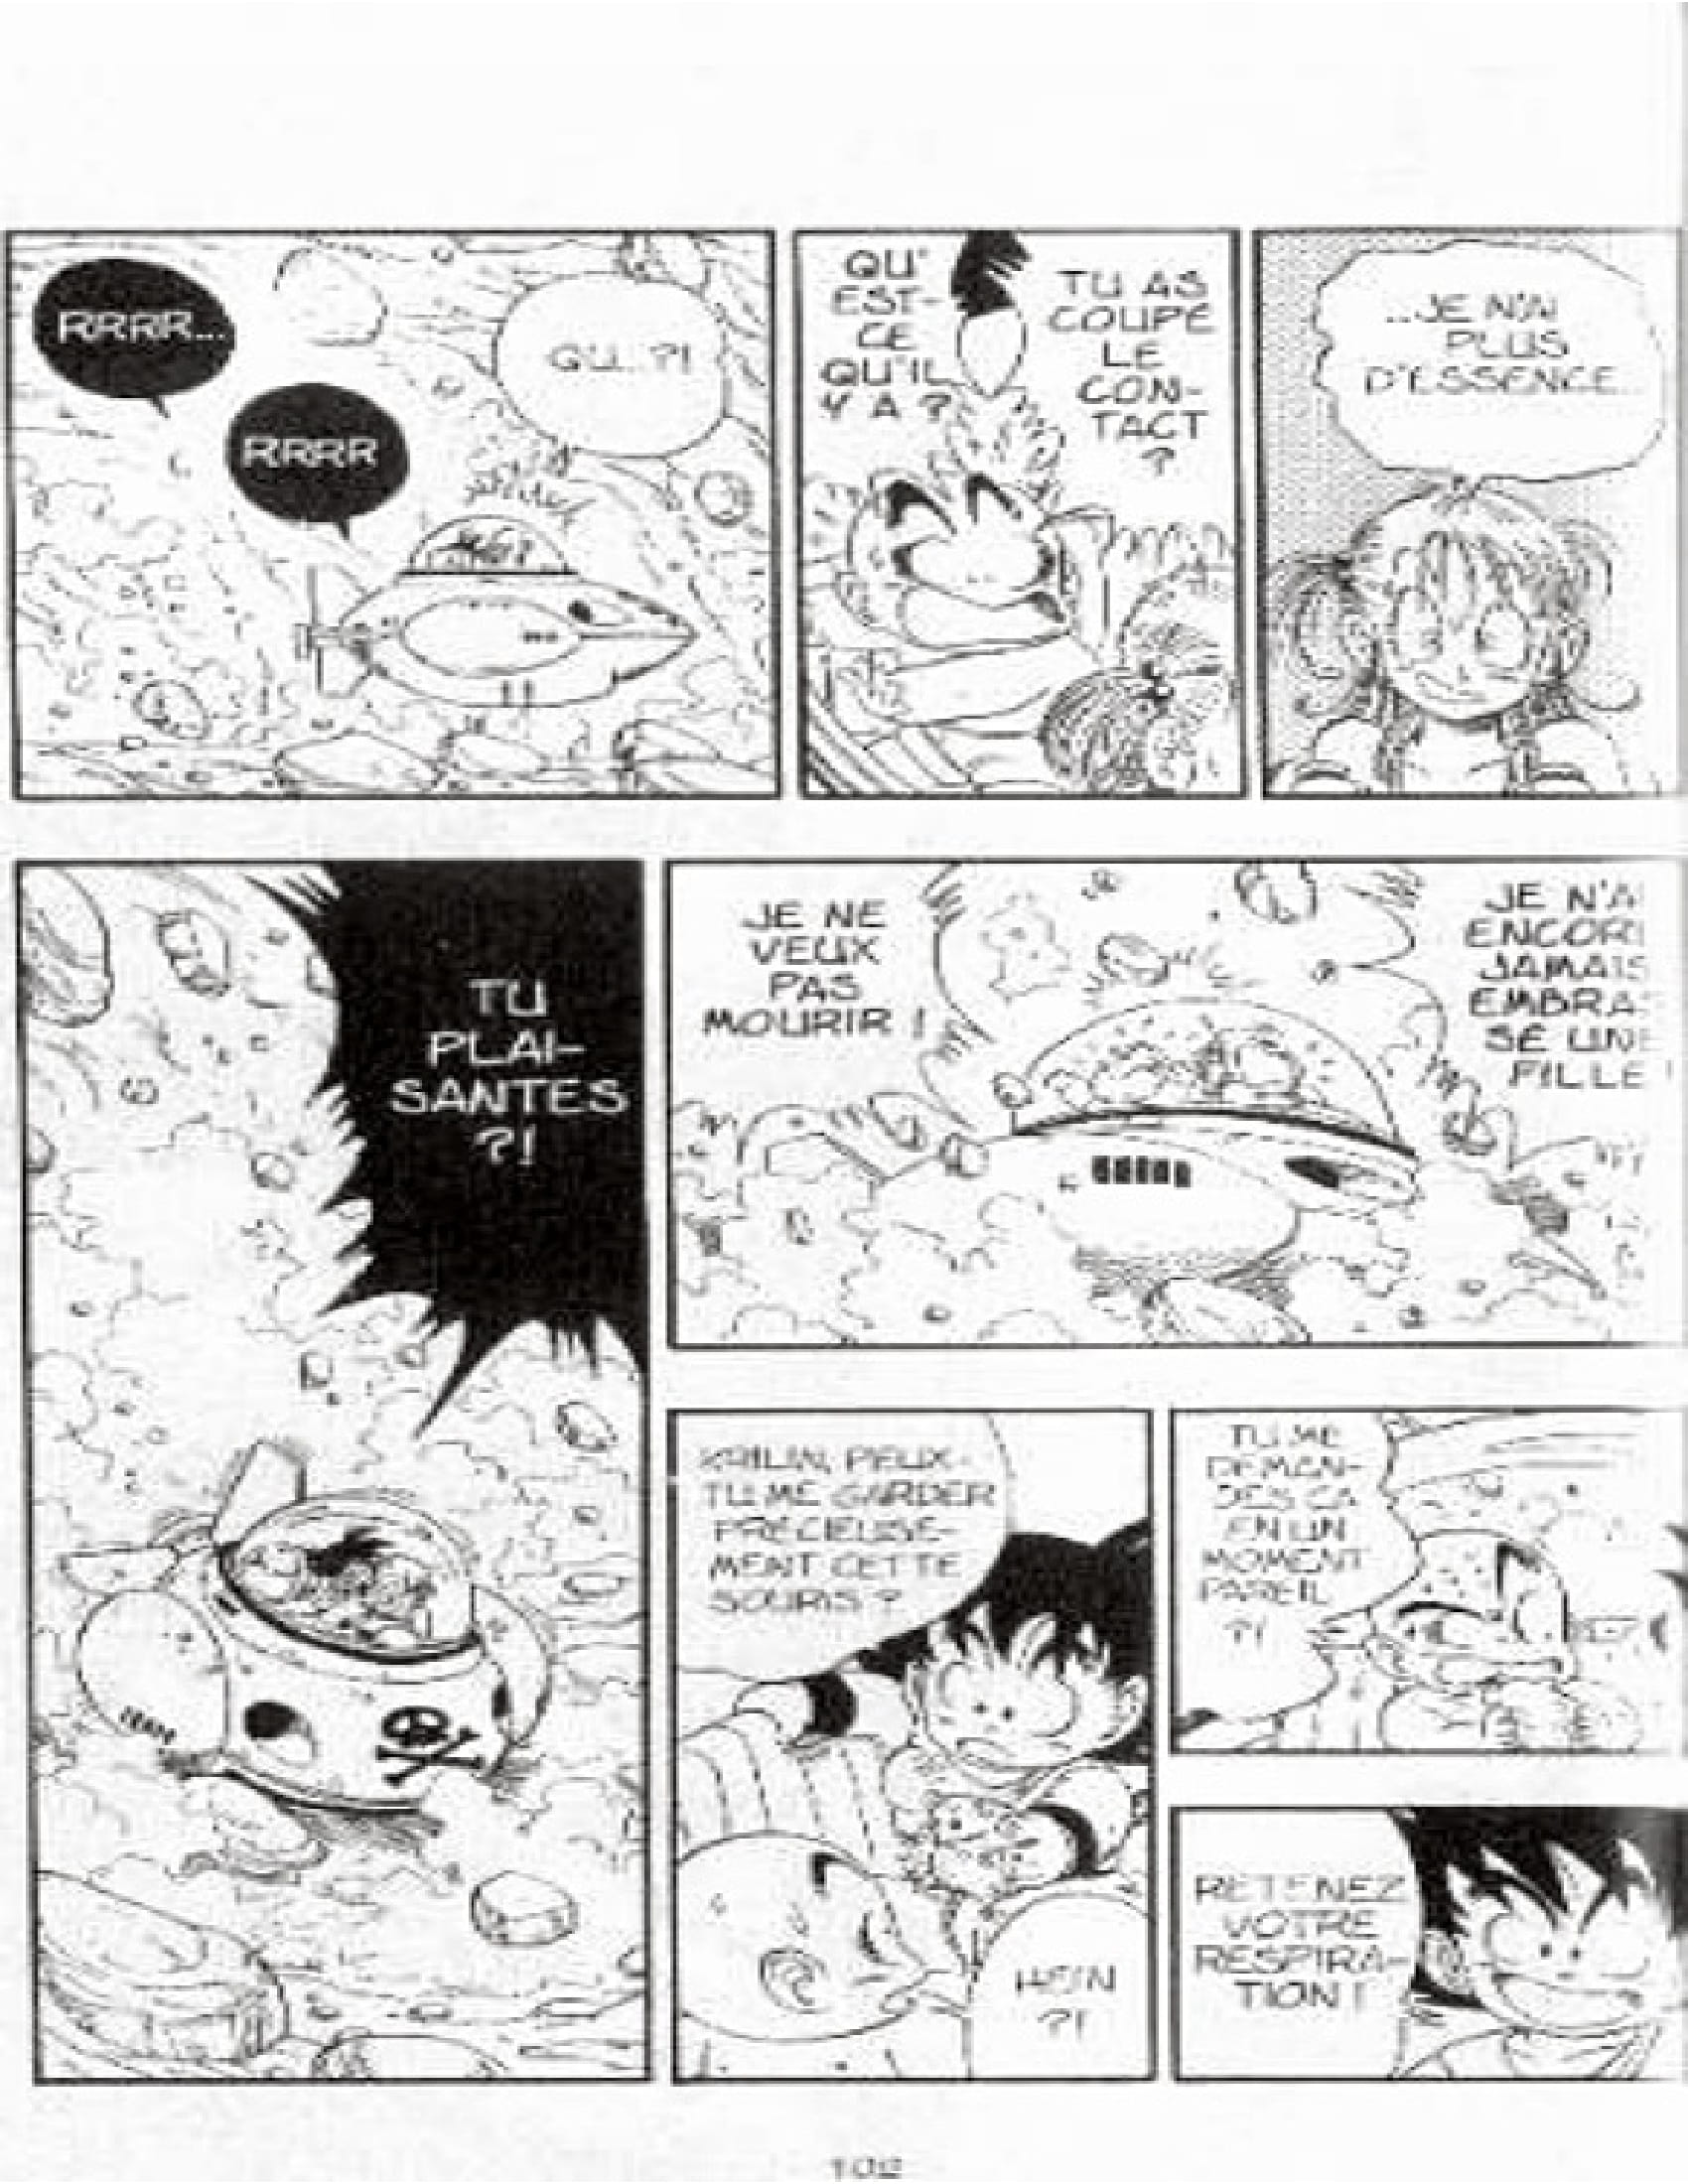 RRRR...
RRRR
QU..?!
QU'
EST-
CE
QU'IL
Y A ?
TU AS
COUPÉ
LE
CON-
TACT
?
...JE N'AI
PLUS
D'ESSENCE...
TU
PLAI-
SANTES
?!
JE NE
VEUX
PAS
MOURIR !
JE N'AI
ENCOR
JAMAIS
EMBRAS
SÉ UNE
FILLE !
KRILIN, PEUX-
TU ME GARDER
PRÉCIEUSE-
MENT CETTE
SOURIS ?
HEIN
?!
TU ME
DEMAN-
DES ÇA
EN UN
MOMENT
PAREIL
?!
RETENEZ
VOTRE
RESPIRA-
TION !
102